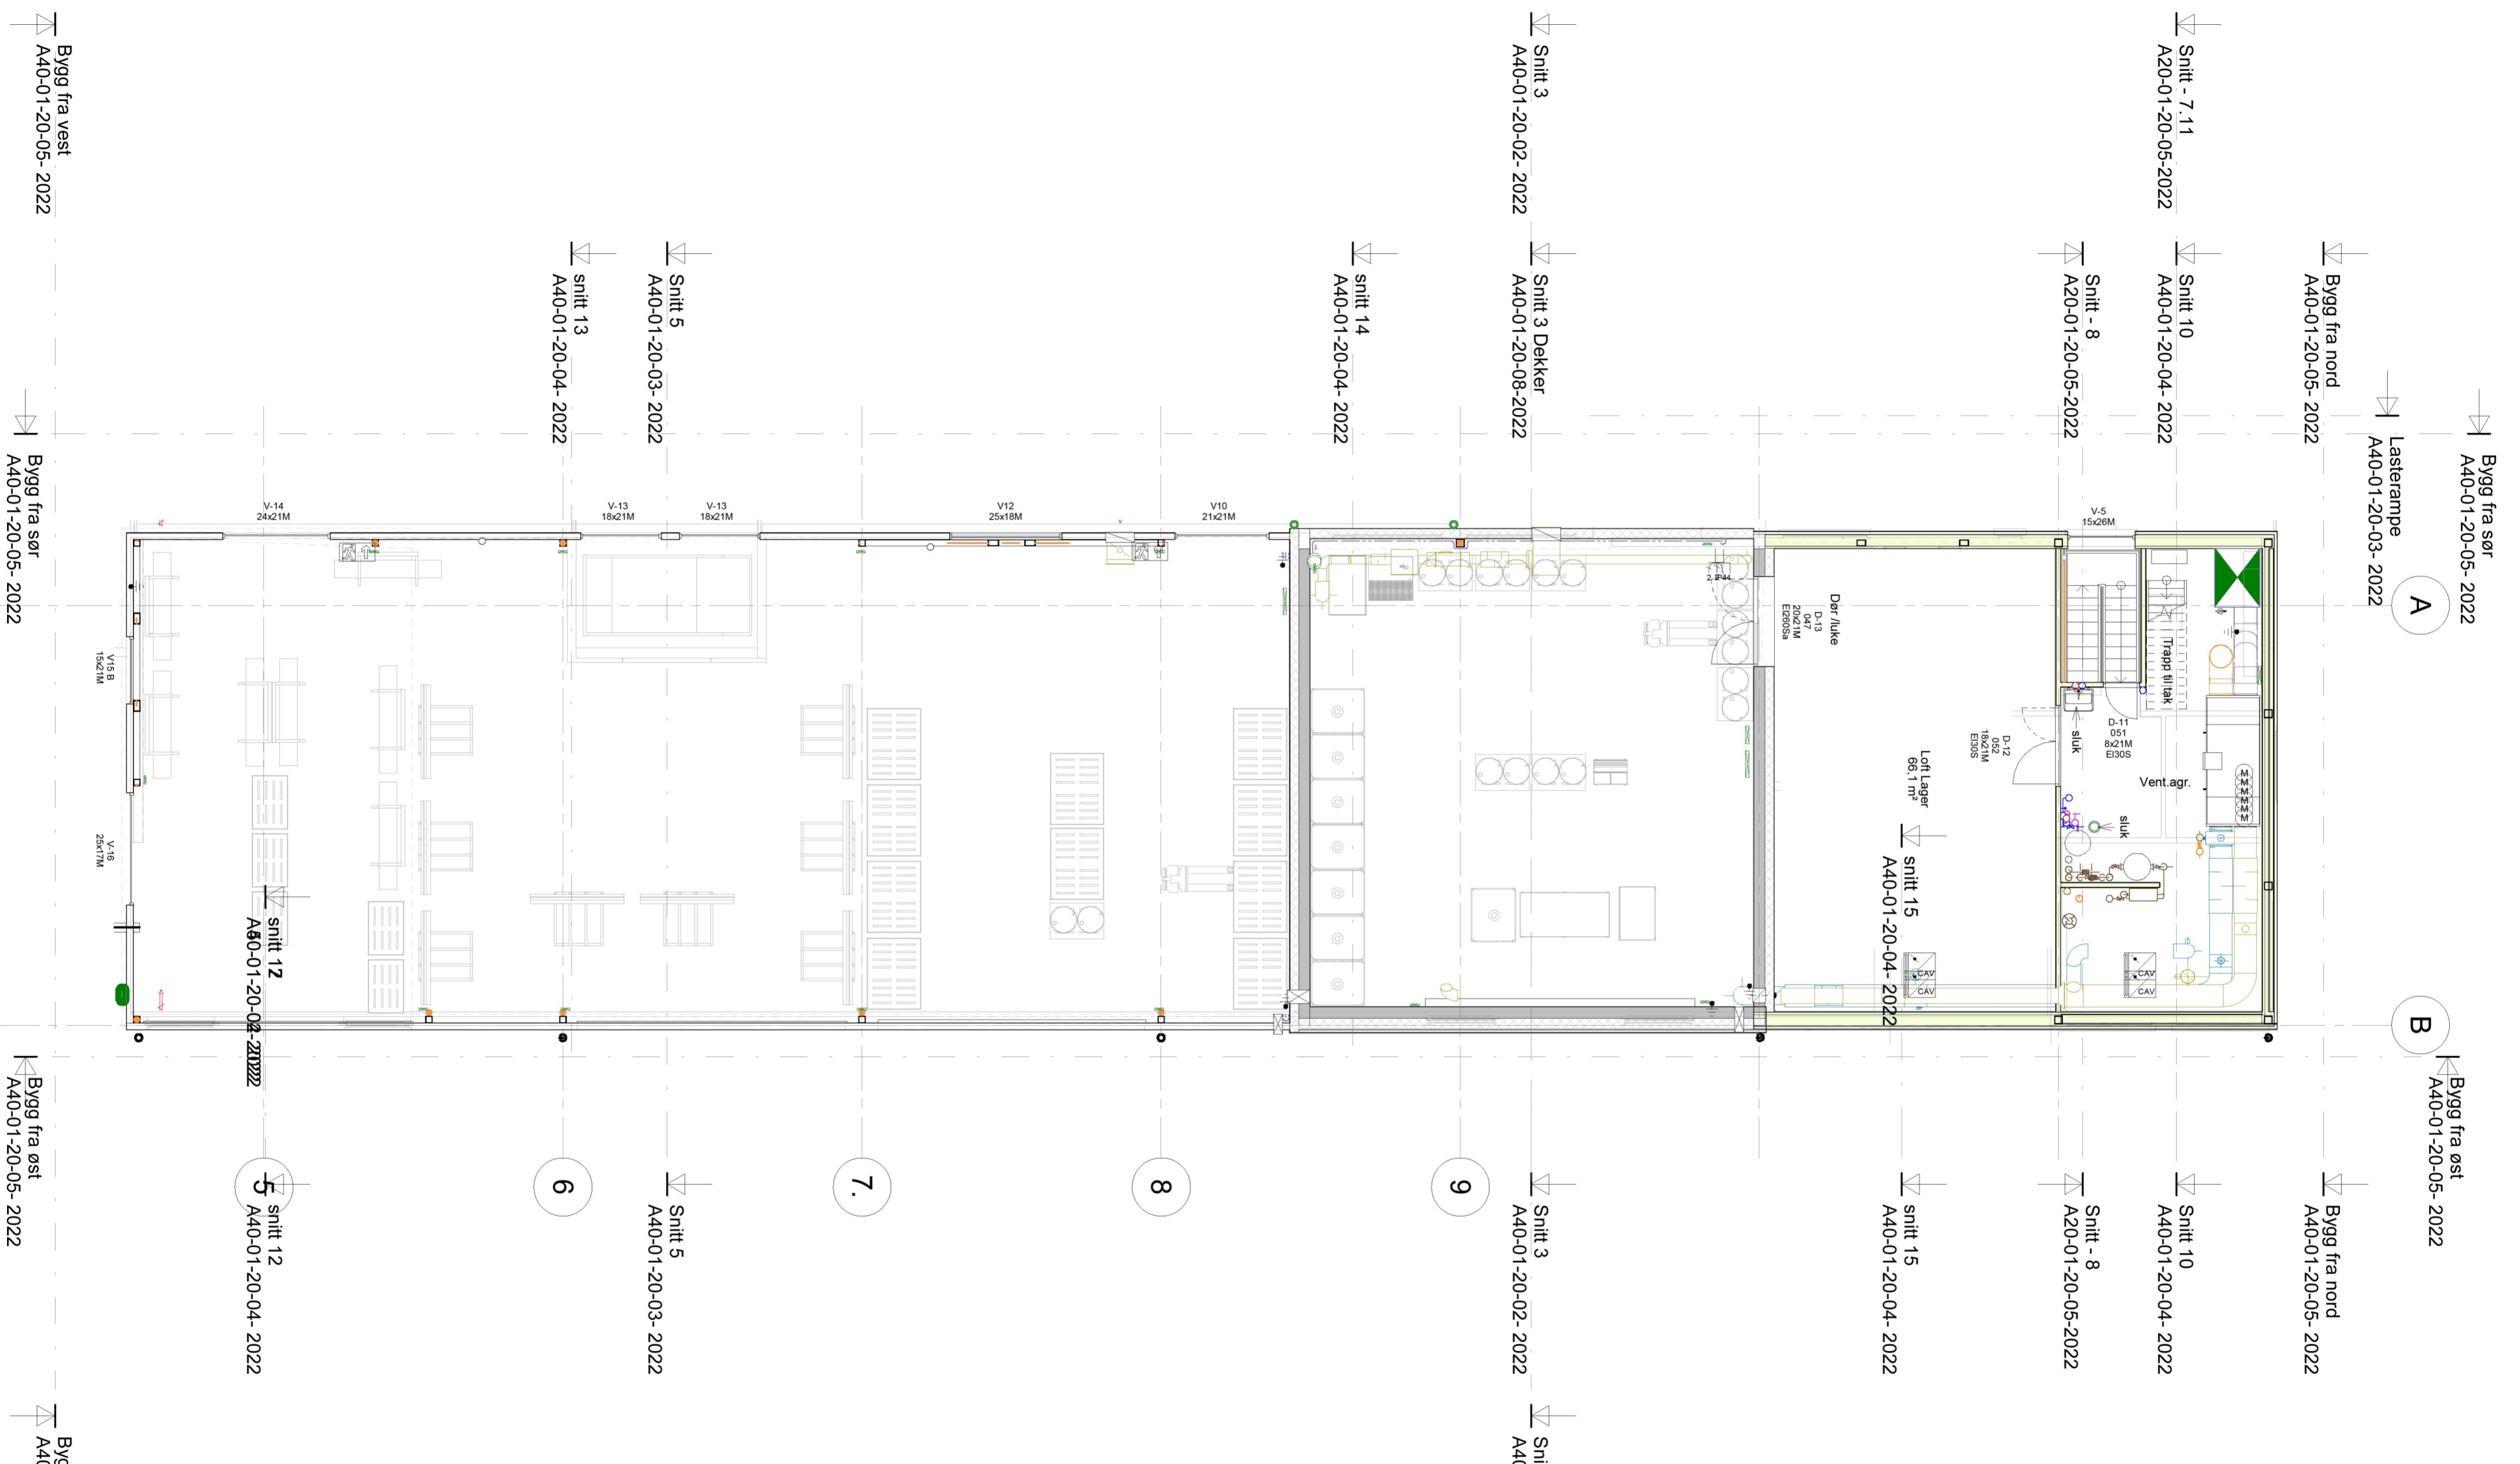 Bygg fra vest
A40-01-20-05- 2022
Snitt 3
A40-01-20-02- 2022
Snitt - 7.11
A20-01-20-05-2022
snitt 13
A40-01-20-04- 2022
Snitt 5
A40-01-20-03- 2022
snitt 14
A40-01-20-04- 2022
Snitt 3 Dekker
A40-01-20-08-2022
Snitt - 8
A20-01-20-05-2022
Snitt 10
A40-01-20-04- 2022
Bygg fra nord
A40-01-20-05- 2022
Lasterampe
A40-01-20-03- 2022
Bygg fra sør
A40-01-20-05- 2022
Bygg fra sør
A40-01-20-05- 2022
A
V-14
24x21M
V-13
18x21M
V-13
18x21M
V12
25x18M
V10
21x21M
V-5
15x26M
2. IP44
Dør /luke
D-13
047
20x21M
EI260Sa
V15 B
15x21M
Trapp til tak
sluk
D-11
051
8x21M
EI30S
D-12
052
18x21M
EI30S
Loft Lager
66,1 m²
Vent.agr.
M
M
M
M
M
M
sluk
V-16
25x17M
snitt 15
A40-01-20-04- 2022
CAV
CAV
CAV
CAV
snitt 12
B
Bygg fra øst
A40-01-20-05- 2022
Bygg fra øst
A40-01-20-05- 2022
5
6
7.
8
9
snitt 12
A40-01-20-04- 2022
Snitt 5
A40-01-20-03- 2022
Snitt 3
A40-01-20-02- 2022
snitt 15
A40-01-20-04- 2022
Snitt - 8
A20-01-20-05-2022
Snitt 10
A40-01-20-04- 2022
Bygg fra nord
A40-01-20-05- 2022
Byg
A40
Sni
A40